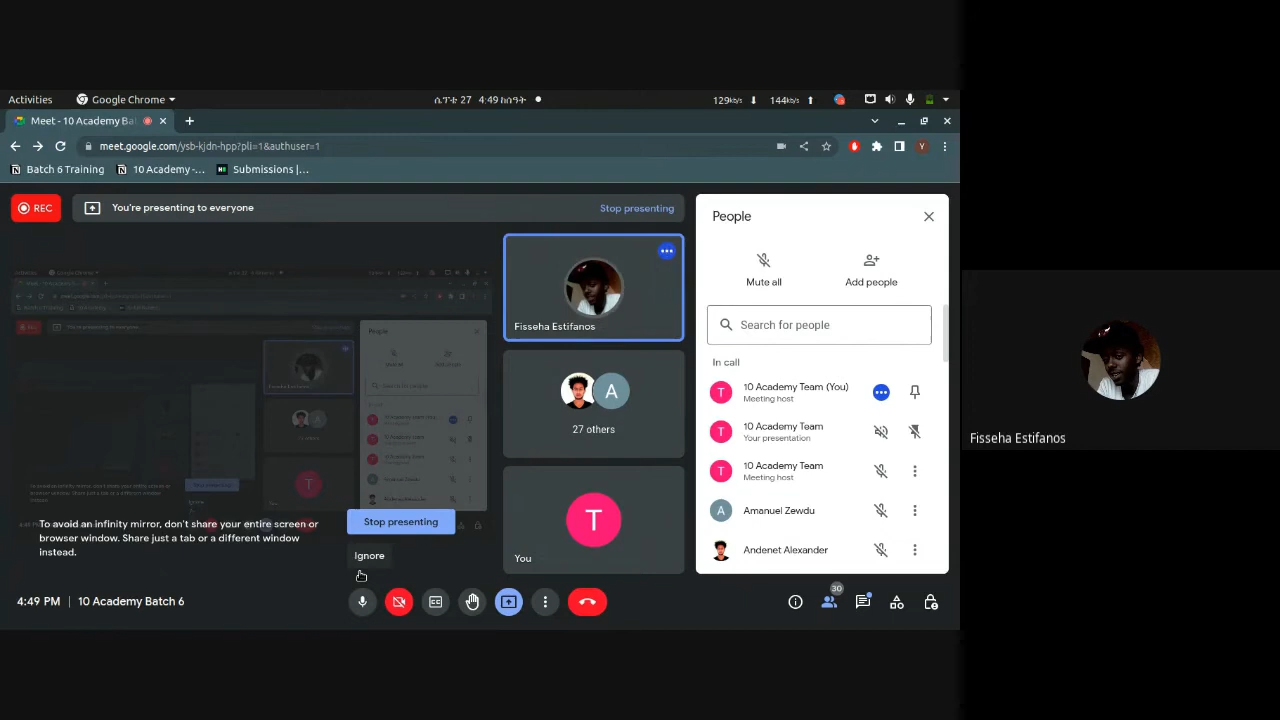 Activities
Google Chrome
ሴፕቴ 27 4:49 ከሰዓት
129kb/s
144kb/s
Meet - 10 Academy Bat
meet.google.com/ysb-kjdn-hpp?pli=1&authuser=1
Y
Batch 6 Training
10 Academy -...
Submissions |...
REC
You're presenting to everyone
Stop presenting
Fisseha Estifanos
A
27 others
T
You
To avoid an infinity mirror, don't share your entire screen or
browser window. Share just a tab or a different window
instead.
Stop presenting
Ignore
People
Mute all
Add people
Search for people
In call
T
10 Academy Team (You)
Meeting host
T
10 Academy Team
Your presentation
T
10 Academy Team
Meeting host
A
Amanuel Zewdu
Andenet Alexander
4:49 PM | 10 Academy Batch 6
CC
30
Fisseha Estifanos